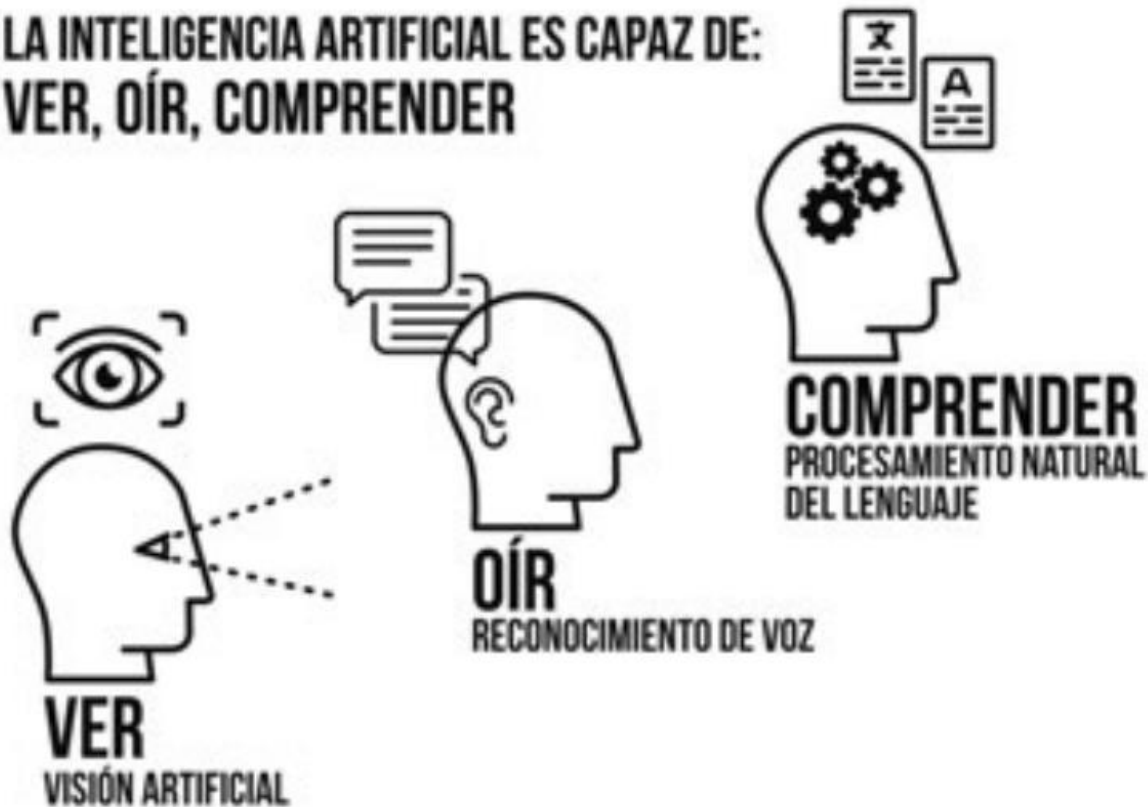 LA INTELIGENCIA ARTIFICIAL ES CAPAZ DE:
VER, OÍR, COMPRENDER
文
A
COMPRENDER
PROCESAMIENTO NATURAL
DEL LENGUAJE
OÍR
RECONOCIMIENTO DE VOZ
VER
VISIÓN ARTIFICIAL